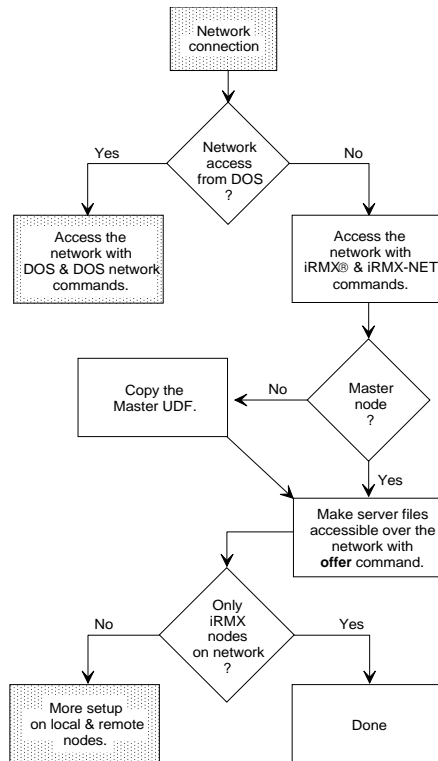 Network
connection
Network
access
from DOS
?
Yes
No
Access the
network with
DOS & DOS network
commands.
Access the
network with
iRMX® & iRMX-NET
commands.
Master
node
?
No
Copy the
Master UDF.
Yes
Make server files
accessible over the
network with
offer command.
Only
iRMX
nodes
on network
?
No
Yes
More setup
on local & remote
nodes.
Done